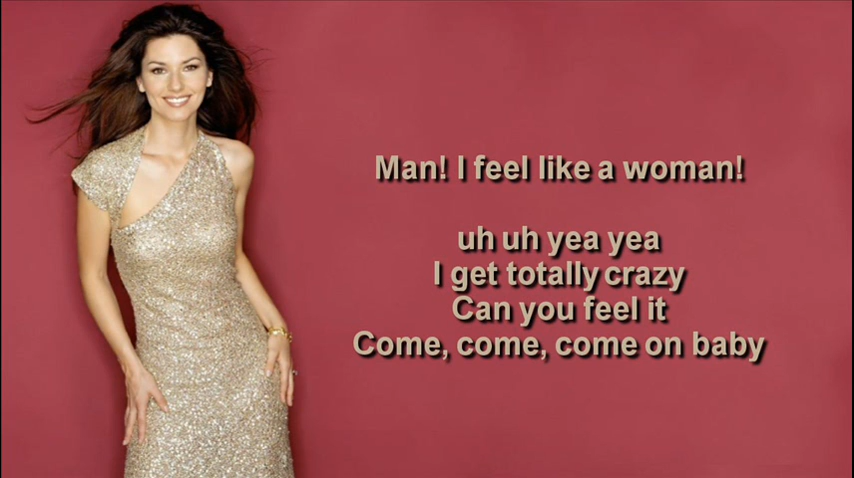 Man! I feel like a woman!
uh uh yea yea
I get totally crazy
Can you feel it
Come, come, come on baby